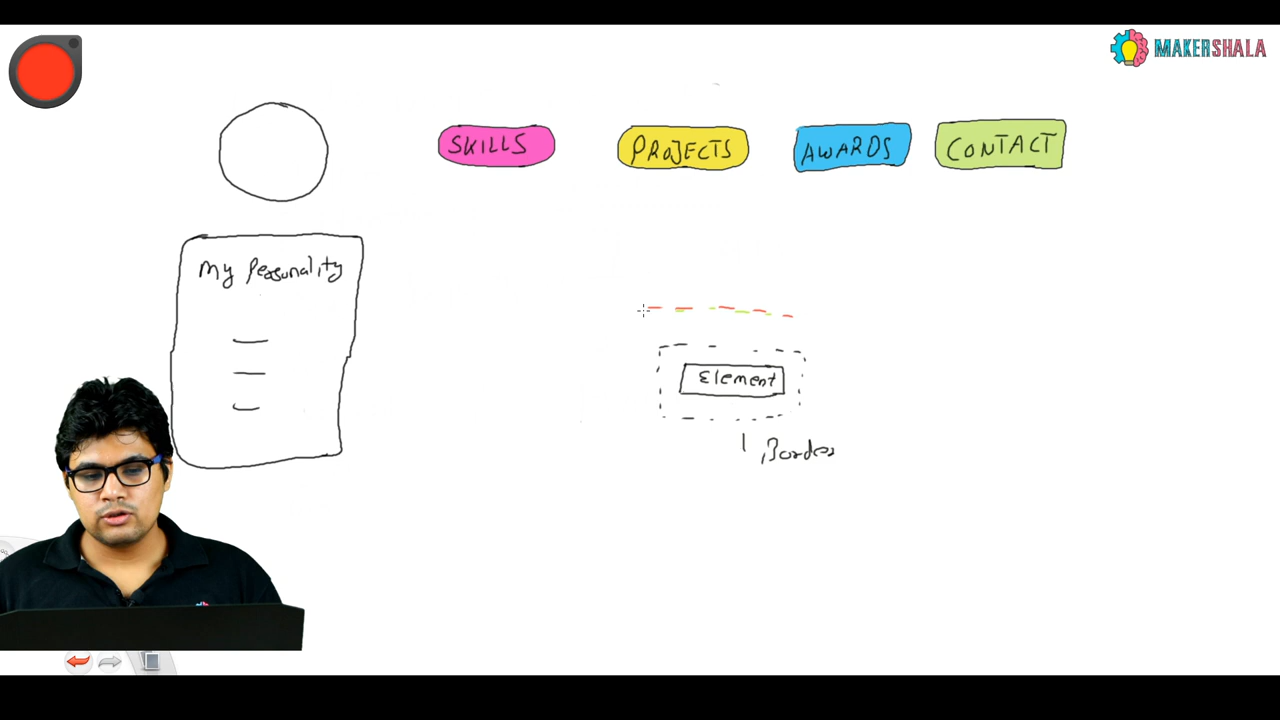 MAKERSHALA
SKILLS
PROJECTS
AWARDS
CONTACT
My Personality
Element
Border